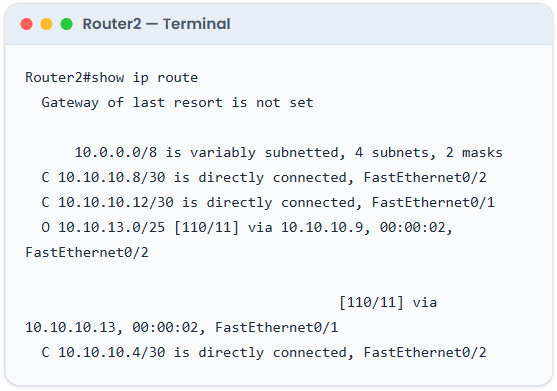 Router2 — Terminal
Router2#show ip route
Gateway of last resort is not set
10.0.0.0/8 is variably subnetted, 4 subnets, 2 masks
C 10.10.10.8/30 is directly connected, FastEthernet0/2
C 10.10.10.12/30 is directly connected, FastEthernet0/1
O 10.10.13.0/25 [110/11] via 10.10.10.9, 00:00:02,
FastEthernet0/2
[110/11] via
10.10.10.13, 00:00:02, FastEthernet0/1
C 10.10.10.4/30 is directly connected, FastEthernet0/2